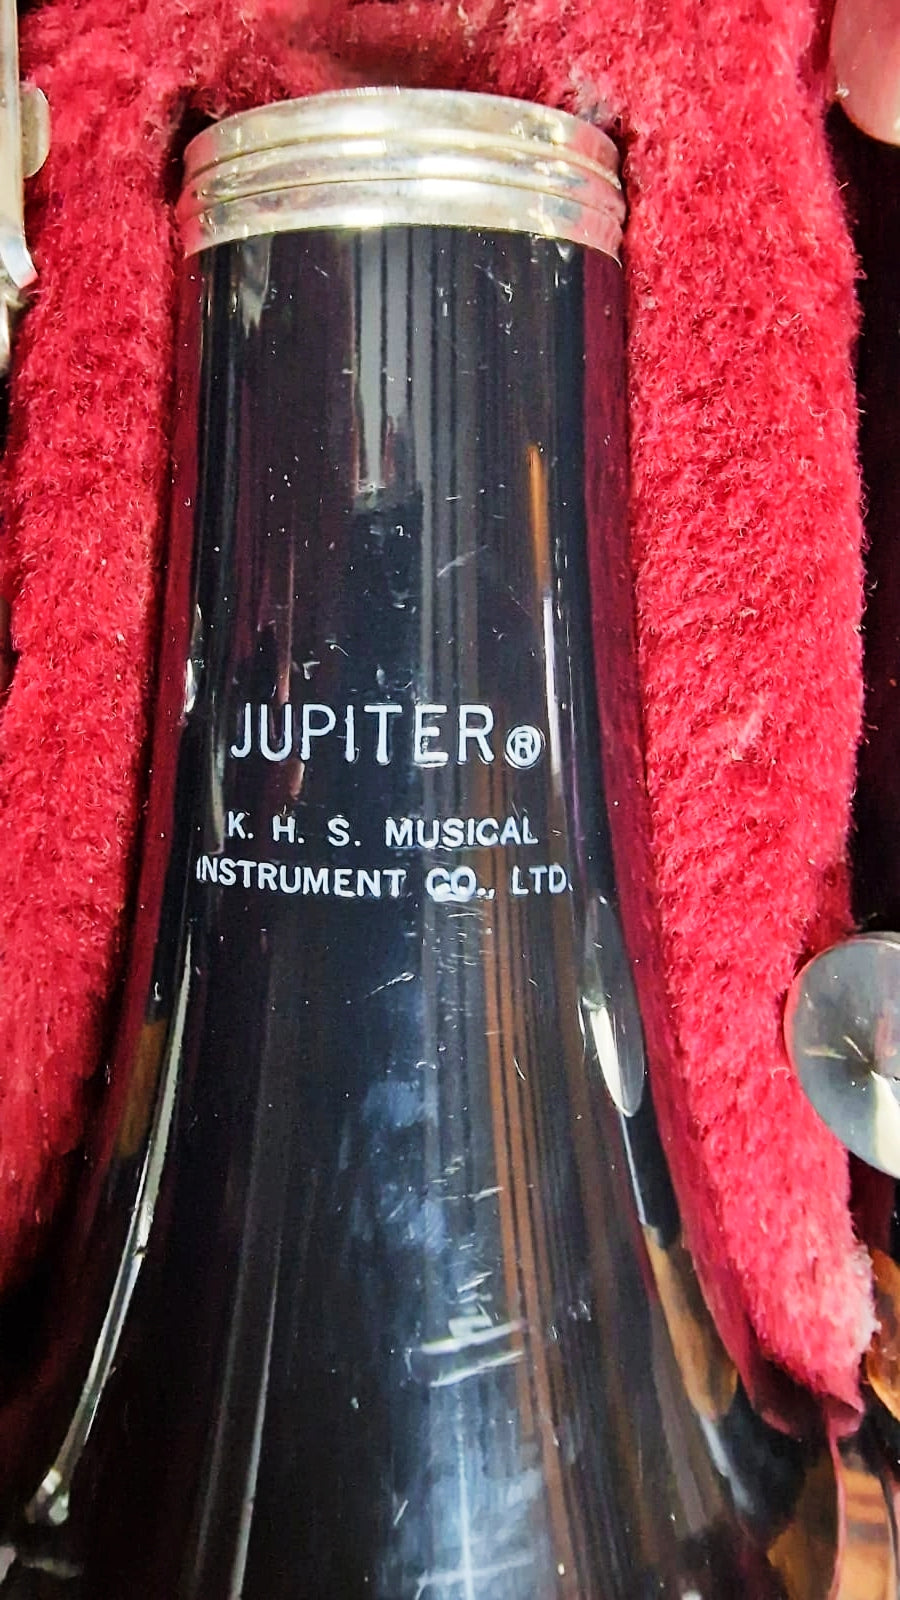 JUPITER®
K. H. S. MUSICAL
INSTRUMENT CO., LTD.